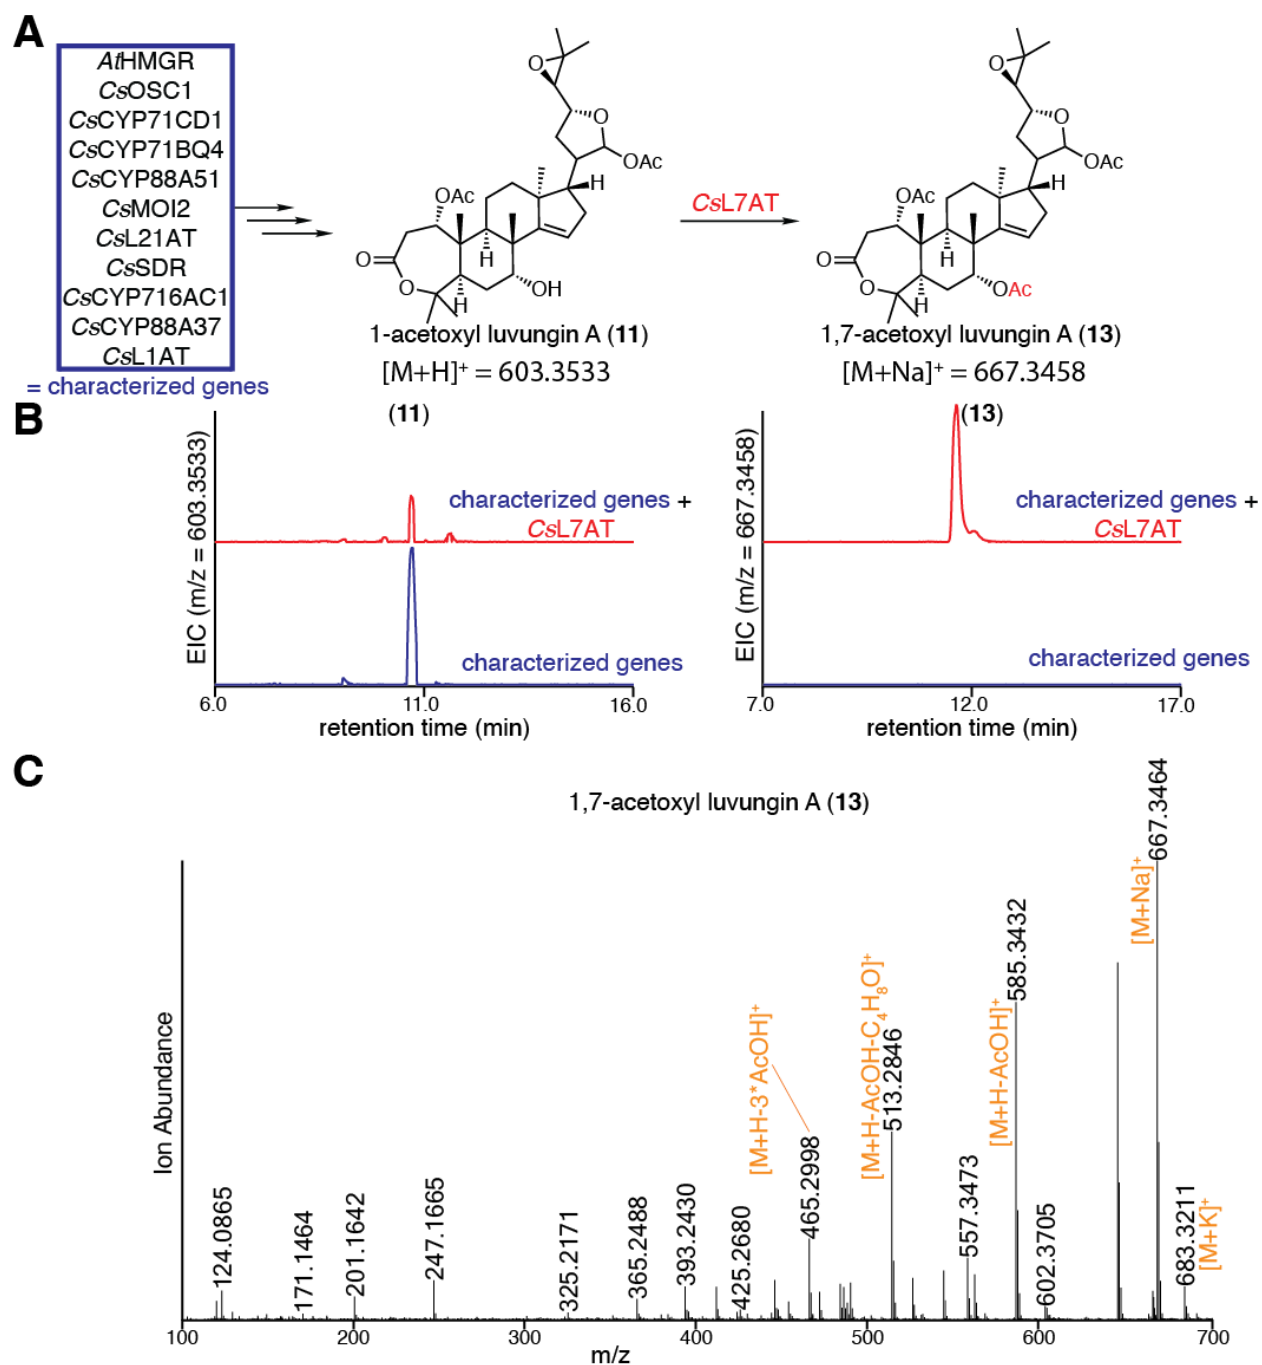 A
AtHMGR
CsOSC1
CsCYP71CD1
CsCYP71BQ4
CsCYP88A51
CsMOI2
CsL21AT
CsSDR
CsCYP716AC1
CsCYP88A37
CsL1AT
= characterized genes
O
O
OAc
OAc
H
H
O
O
H
OH
1-acetoxyl luvungin A (11)
[M+H]+ = 603.3533
CsL7AT
O
O
OAc
OAc
H
H
O
O
H
OAc
1,7-acetoxyl luvungin A (13)
[M+Na]+ = 667.3458
B
(11)
EIC (m/z = 603.3533)
characterized genes +
CsL7AT
characterized genes
6.0 11.0 16.0
retention time (min)
(13)
EIC (m/z = 667.3458)
characterized genes +
CsL7AT
characterized genes
7.0 12.0 17.0
retention time (min)
C
1,7-acetoxyl luvungin A (13)
Ion Abundance
124.0865
171.1464
201.1642
247.1665
325.2171
365.2488
393.2430
425.2680
[M+H-3*AcOH]+
465.2998
[M+H-AcOH-C4H8O]+
513.2846
557.3473
[M+H-AcOH]+
585.3432
602.3705
[M+Na]+
667.3464
683.3211
[M+K]+
100 200 300 400 500 600 700
m/z